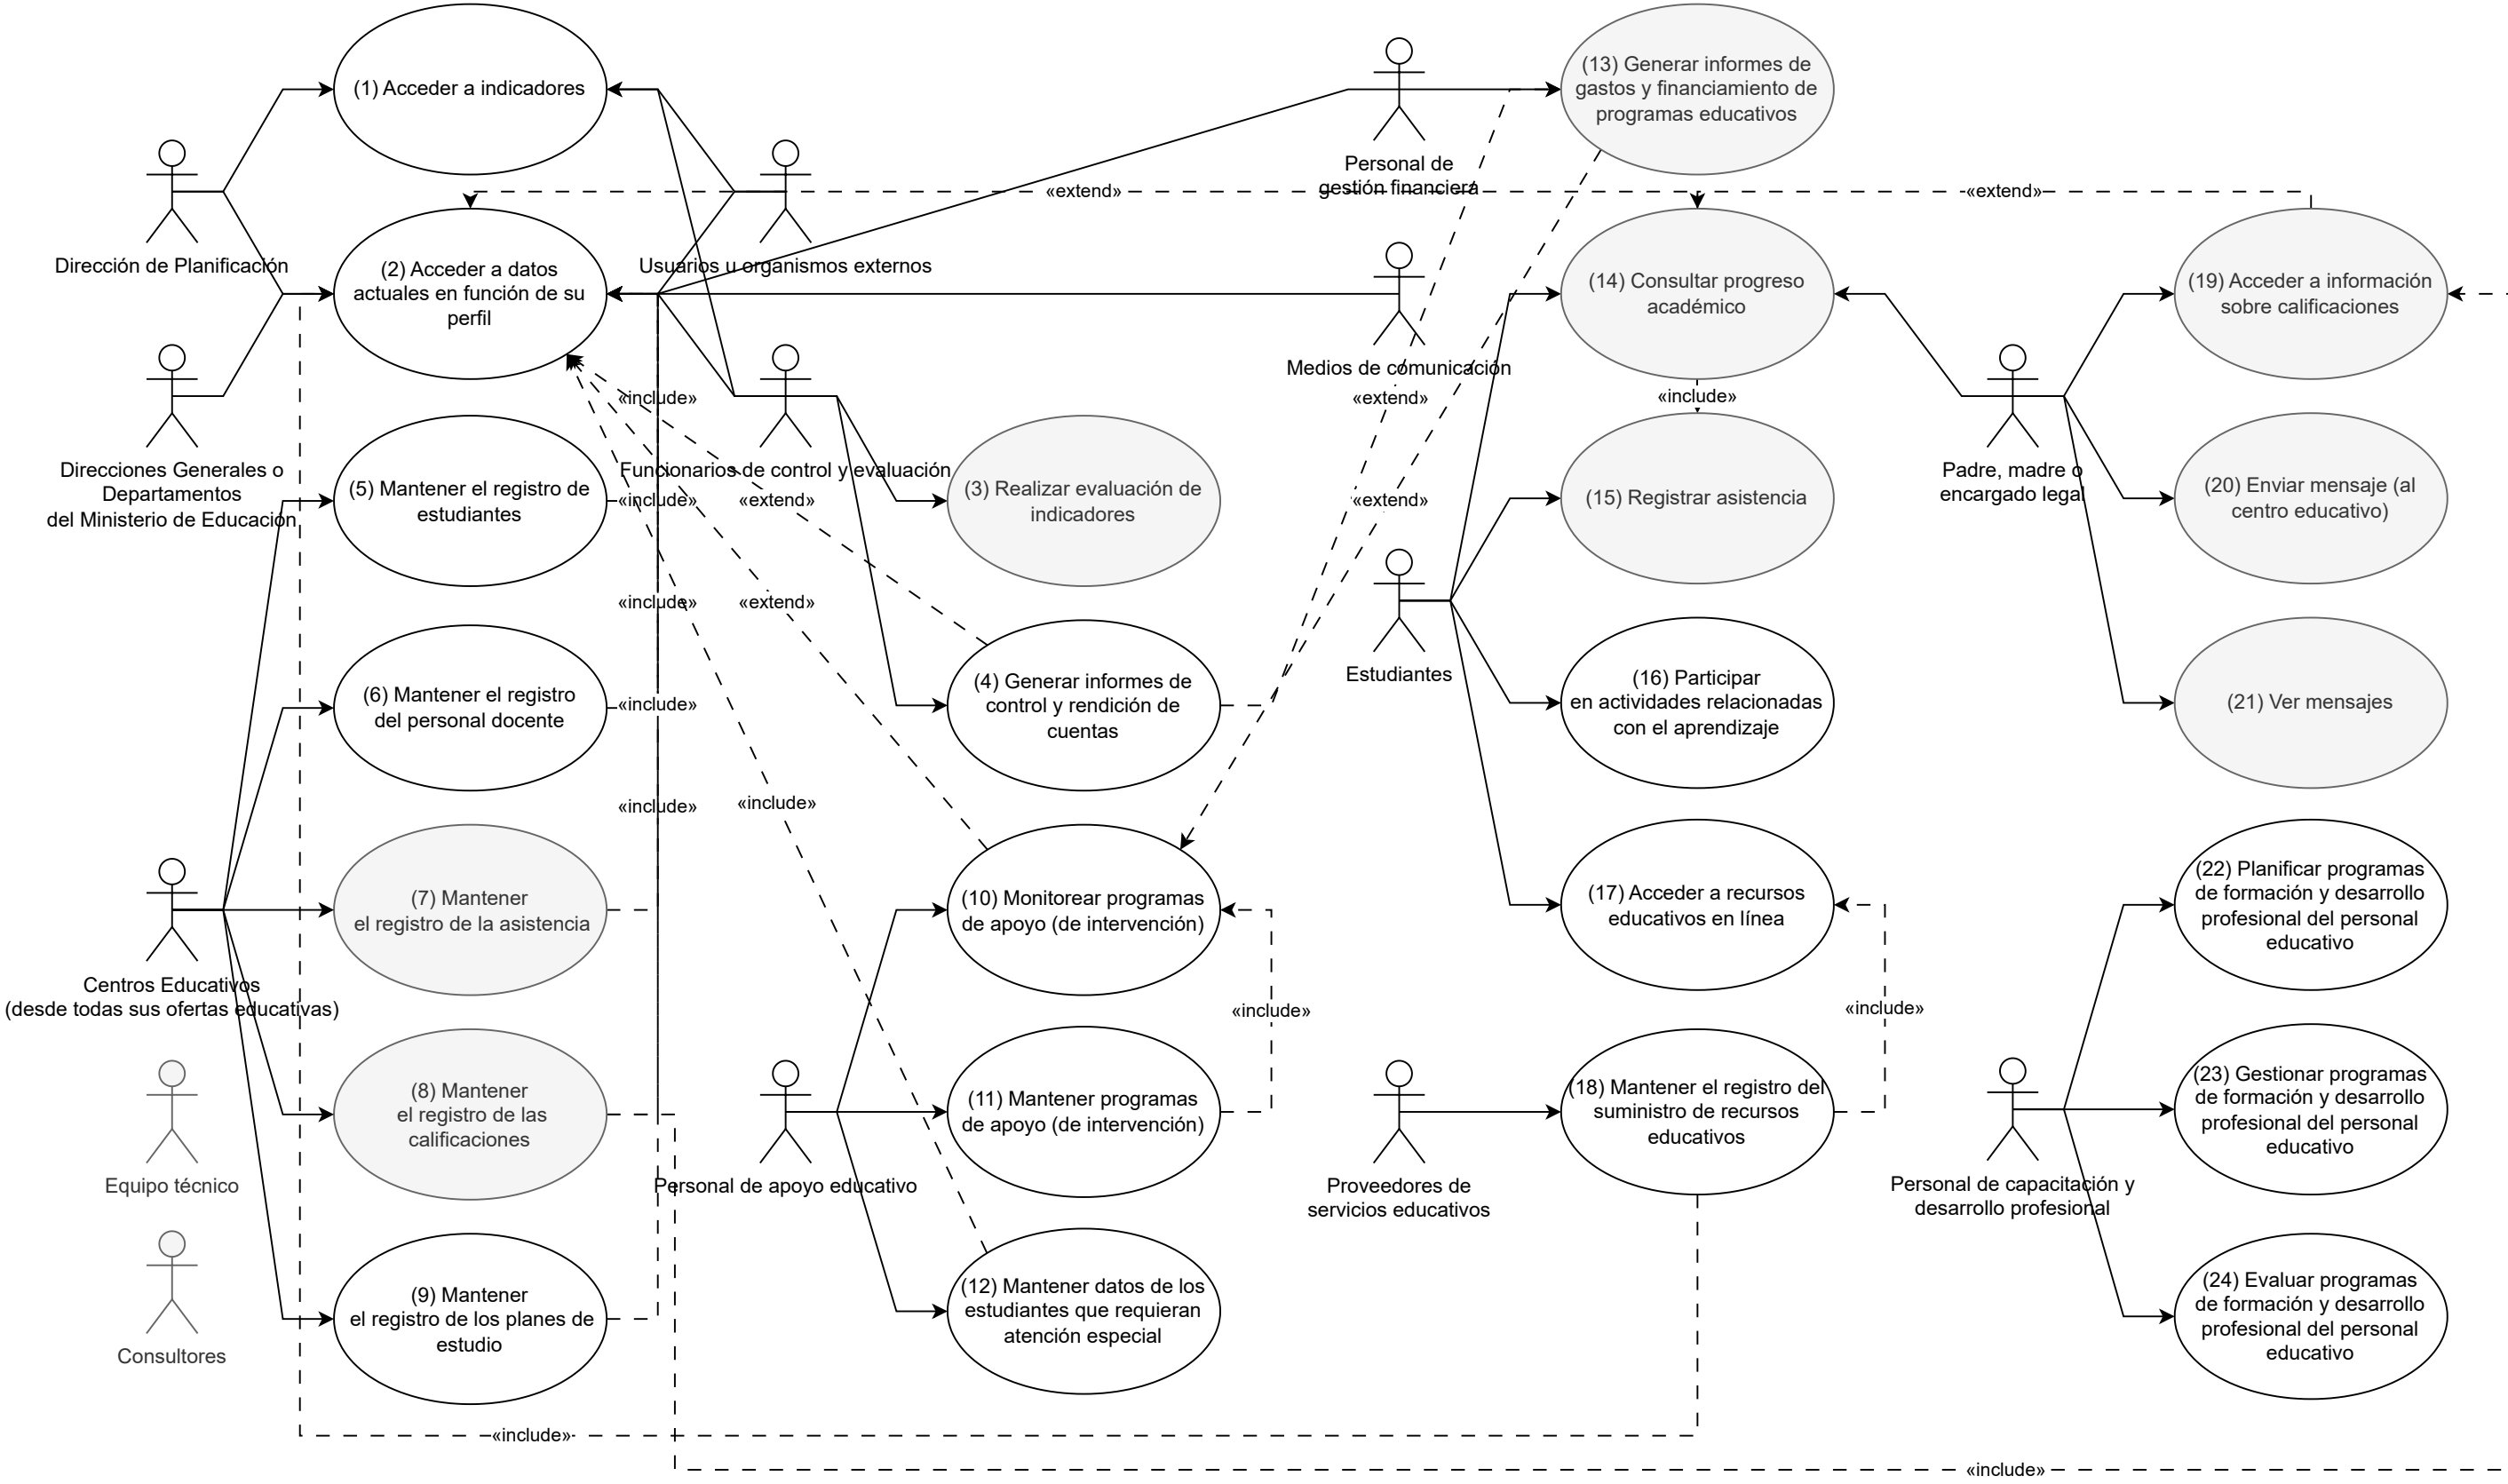 (1) Acceder a indicadores
Dirección de Planificación
(2) Acceder a datos
actuales en función de su
perfil
Usuarios u organismos externos
«extend»
Personal de
gestión financiera
(13) Generar informes de
gastos y financiamiento de
programas educativos
«extend»
Direcciones Generales o
Departamentos
del Ministerio de Educación
(5) Mantener el registro de
estudiantes
«include»
«include»
«include»
«include»
«include»
Funcionarios de control y evaluación
«extend»
«extend»
«include»
(3) Realizar evaluación de
indicadores
Medios de comunicación
«extend»
«extend»
(14) Consultar progreso
académico
«include»
(15) Registrar asistencia
Padre, madre o
encargado legal
(19) Acceder a información
sobre calificaciones
(20) Enviar mensaje (al
centro educativo)
(6) Mantener el registro
del personal docente
(4) Generar informes de
control y rendición de
cuentas
Estudiantes
(16) Participar
en actividades relacionadas
con el aprendizaje
(21) Ver mensajes
Centros Educativos
(desde todas sus ofertas educativas)
(7) Mantener
el registro de la asistencia
(10) Monitorear programas
de apoyo (de intervención)
«include»
(17) Acceder a recursos
educativos en línea
«include»
(22) Planificar programas
de formación y desarrollo
profesional del personal
educativo
Equipo técnico
(8) Mantener
el registro de las
calificaciones
Personal de apoyo educativo
(11) Mantener programas
de apoyo (de intervención)
Proveedores de
servicios educativos
(18) Mantener el registro del
suministro de recursos
educativos
Personal de capacitación y
desarrollo profesional
(23) Gestionar programas
de formación y desarrollo
profesional del personal
educativo
Consultores
(9) Mantener
el registro de los planes de
estudio
(12) Mantener datos de los
estudiantes que requieran
atención especial
(24) Evaluar programas
de formación y desarrollo
profesional del personal
educativo
«include»
«include»